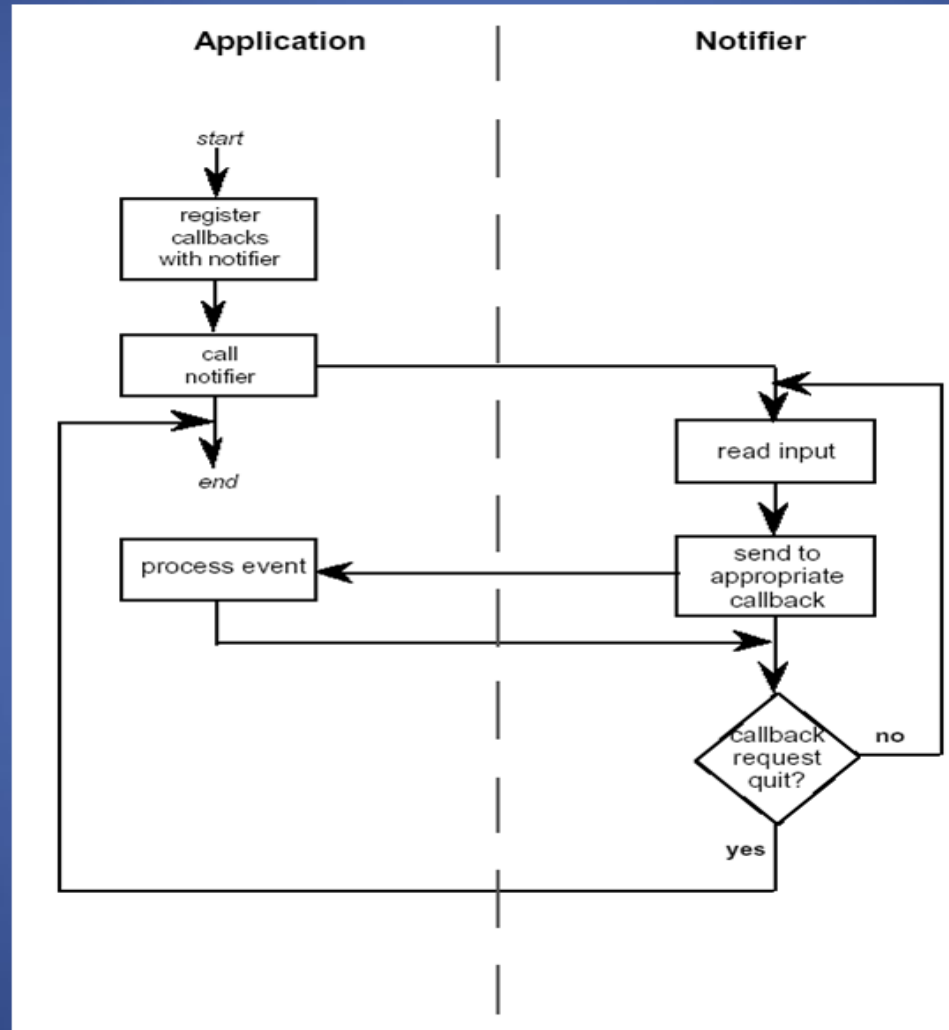 Application
Notifier
start
register
callbacks
with notifier
call
notifier
end
read input
process event
send to
appropriate
callback
callback
request
quit?
no
yes